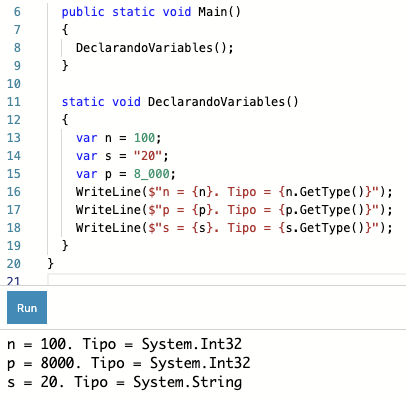 6 public static void Main()
7 {
8 DeclarandoVariables();
9 }
10
11 static void DeclarandoVariables()
12 {
13 var n = 100;
14 var s = "20";
15 var p = 8_000;
16 WriteLine($"n = {n}. Tipo = {n.GetType()}");
17 WriteLine($"p = {p}. Tipo = {p.GetType()}");
18 WriteLine($"s = {s}. Tipo = {s.GetType()}");
19 }
20 }
21
Run
n = 100. Tipo = System.Int32
p = 8000. Tipo = System.Int32
s = 20. Tipo = System.String